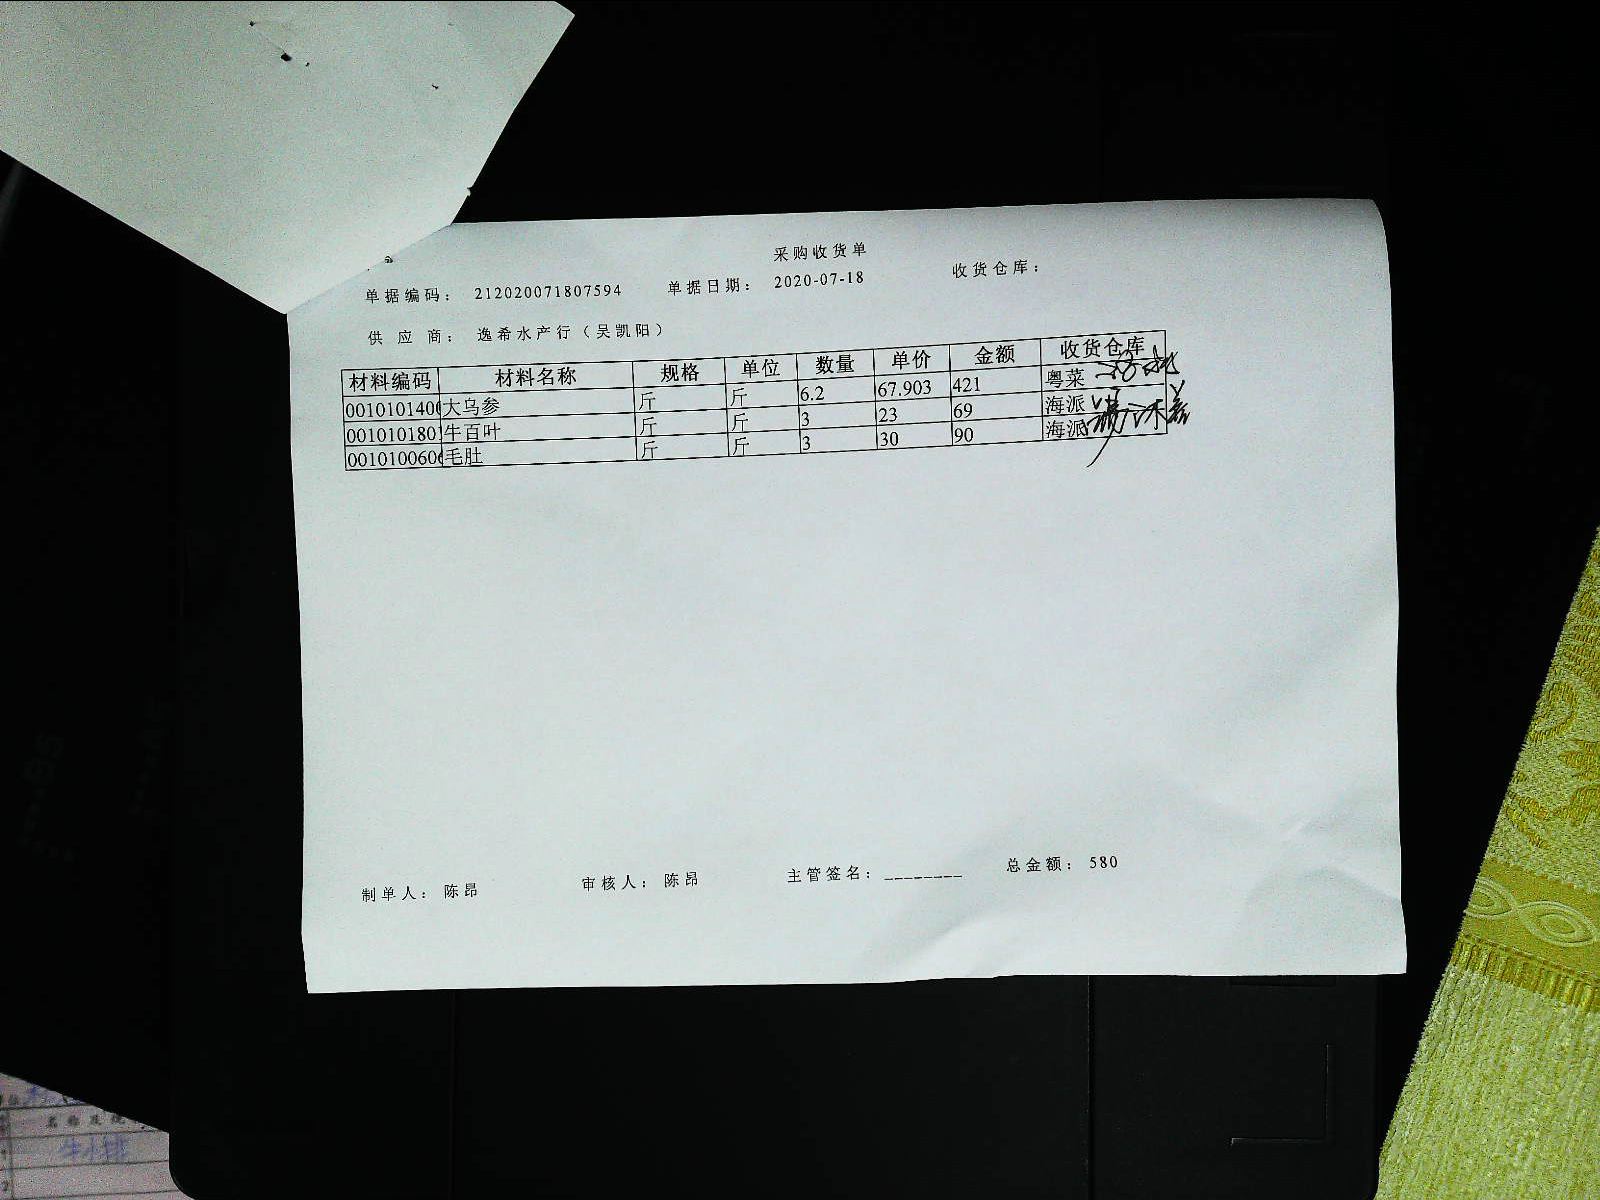 采购收货单
单据编码： 212020071807594 单据日期： 2020-07-18 收货仓库：
供应商： 逸希水产行（吴凯阳）
材料编码 材料名称 规格 单位 数量 单价 金额 收货仓库
0010101400 大乌参 斤 斤 6.2 67.903 421 粤菜
001010180 牛百叶 斤 斤 3 23 69 海派
001010060 毛肚 斤 斤 3 30 90 海派
制单人： 陈昂 审核人： 陈昂 主管签名：________ 总金额： 580
牛小排